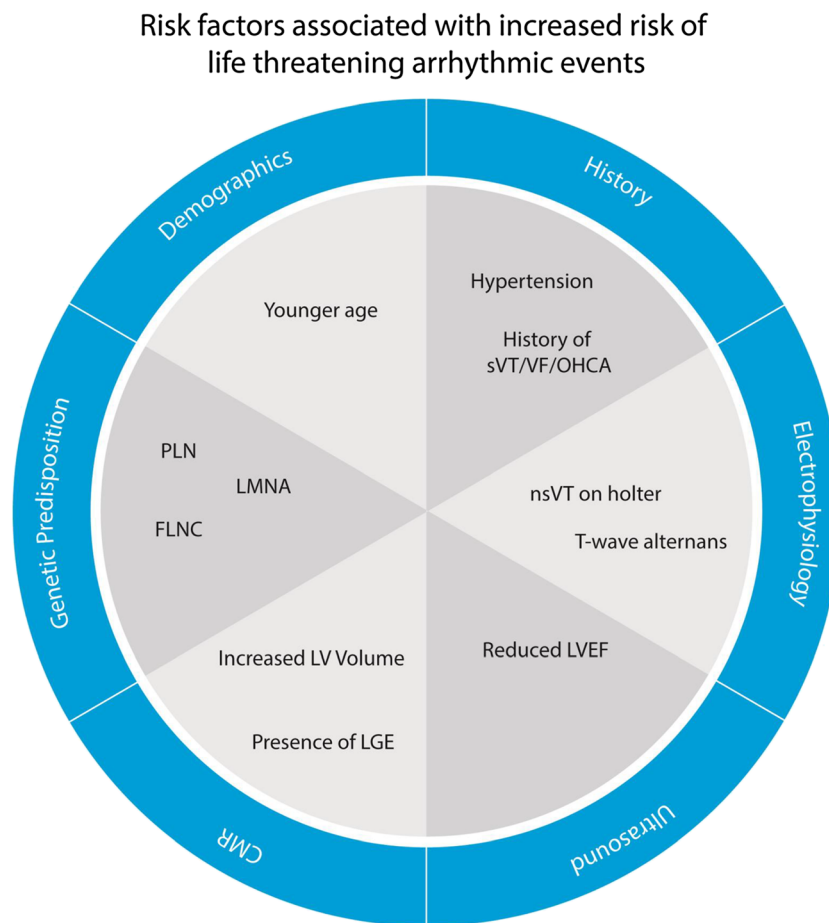 Risk factors associated with increased risk of
life threatening arrhythmic events
Demographics
History
Hypertension
Younger age
History of
sVT/VF/OHCA
Genetic Predisposition
Electrophysiology
PLN
LMNA
nsVT on holter
FLNC
T-wave alternans
Increased LV Volume
Reduced LVEF
Presence of LGE
CMR
Ultrasound